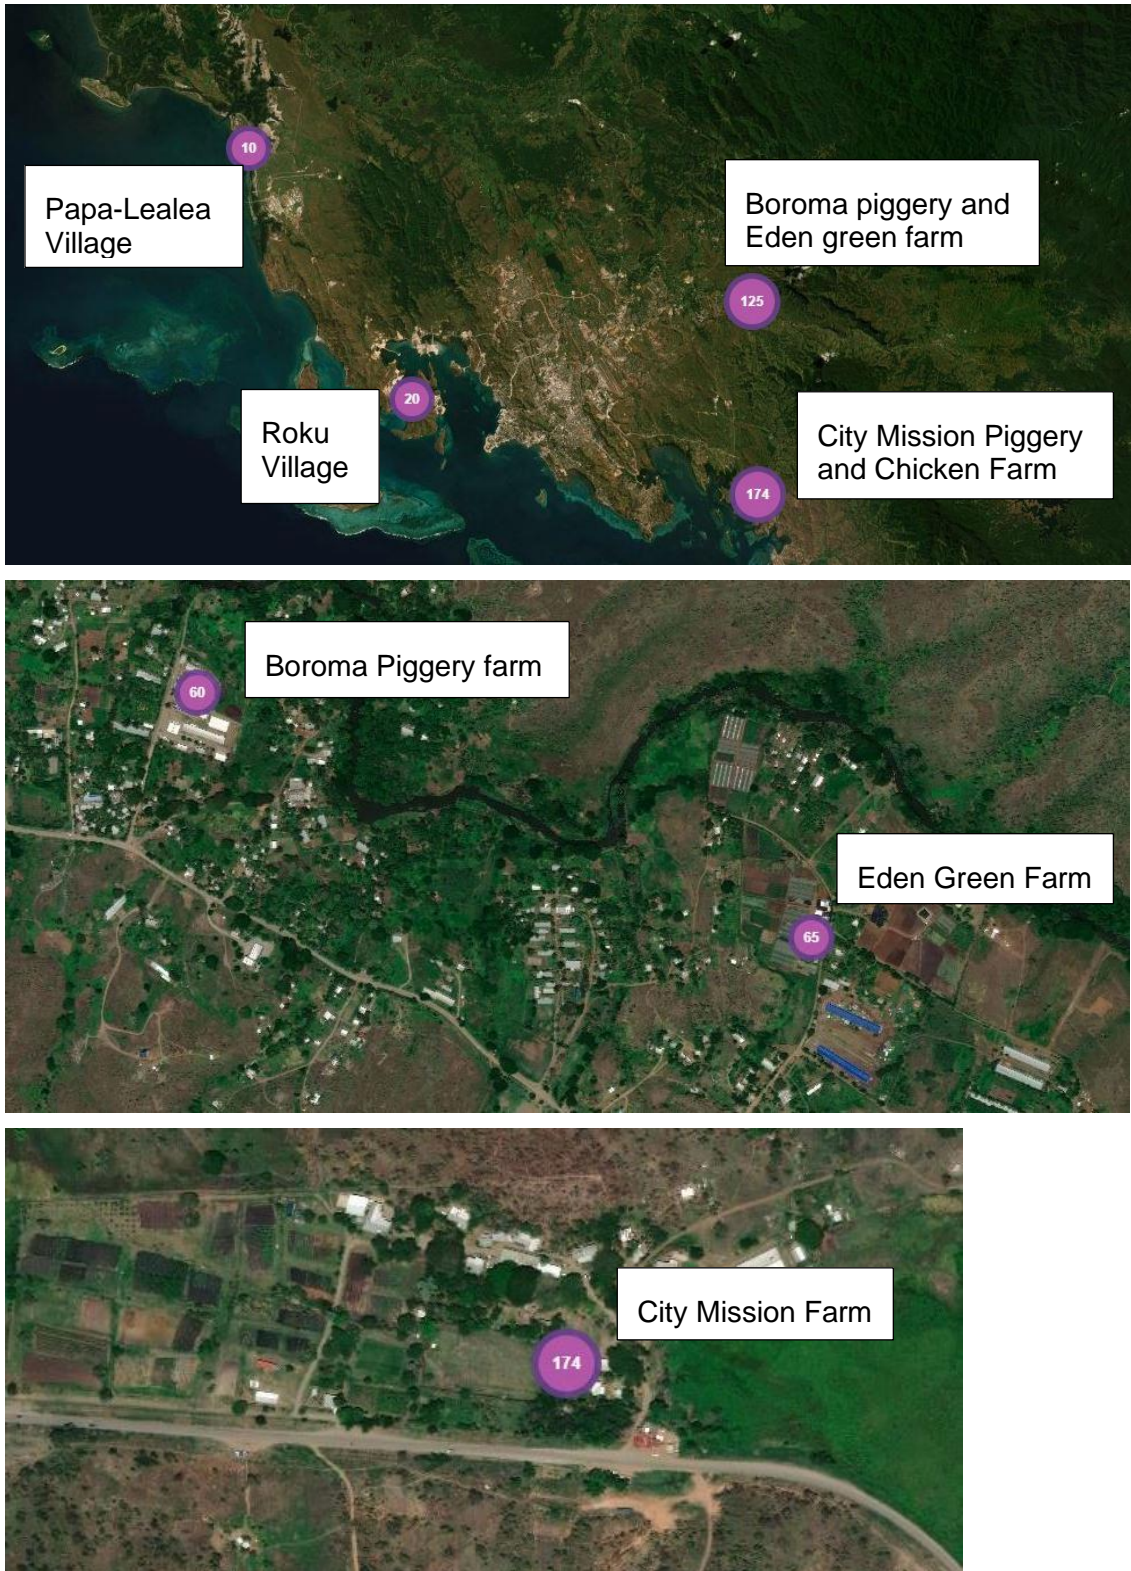 10
Papa-Lealea
Village
Boroma piggery and
Eden green farm
125
20
Roku
Village
City Mission Piggery
and Chicken Farm
174
60
Boroma Piggery farm
Eden Green Farm
65
City Mission Farm
174